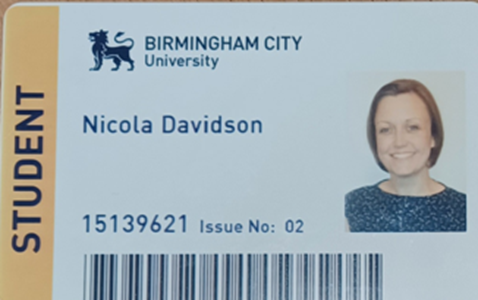 BIRMINGHAM CITY
University
STUDENT
Nicola Davidson
15139621 Issue No: 02